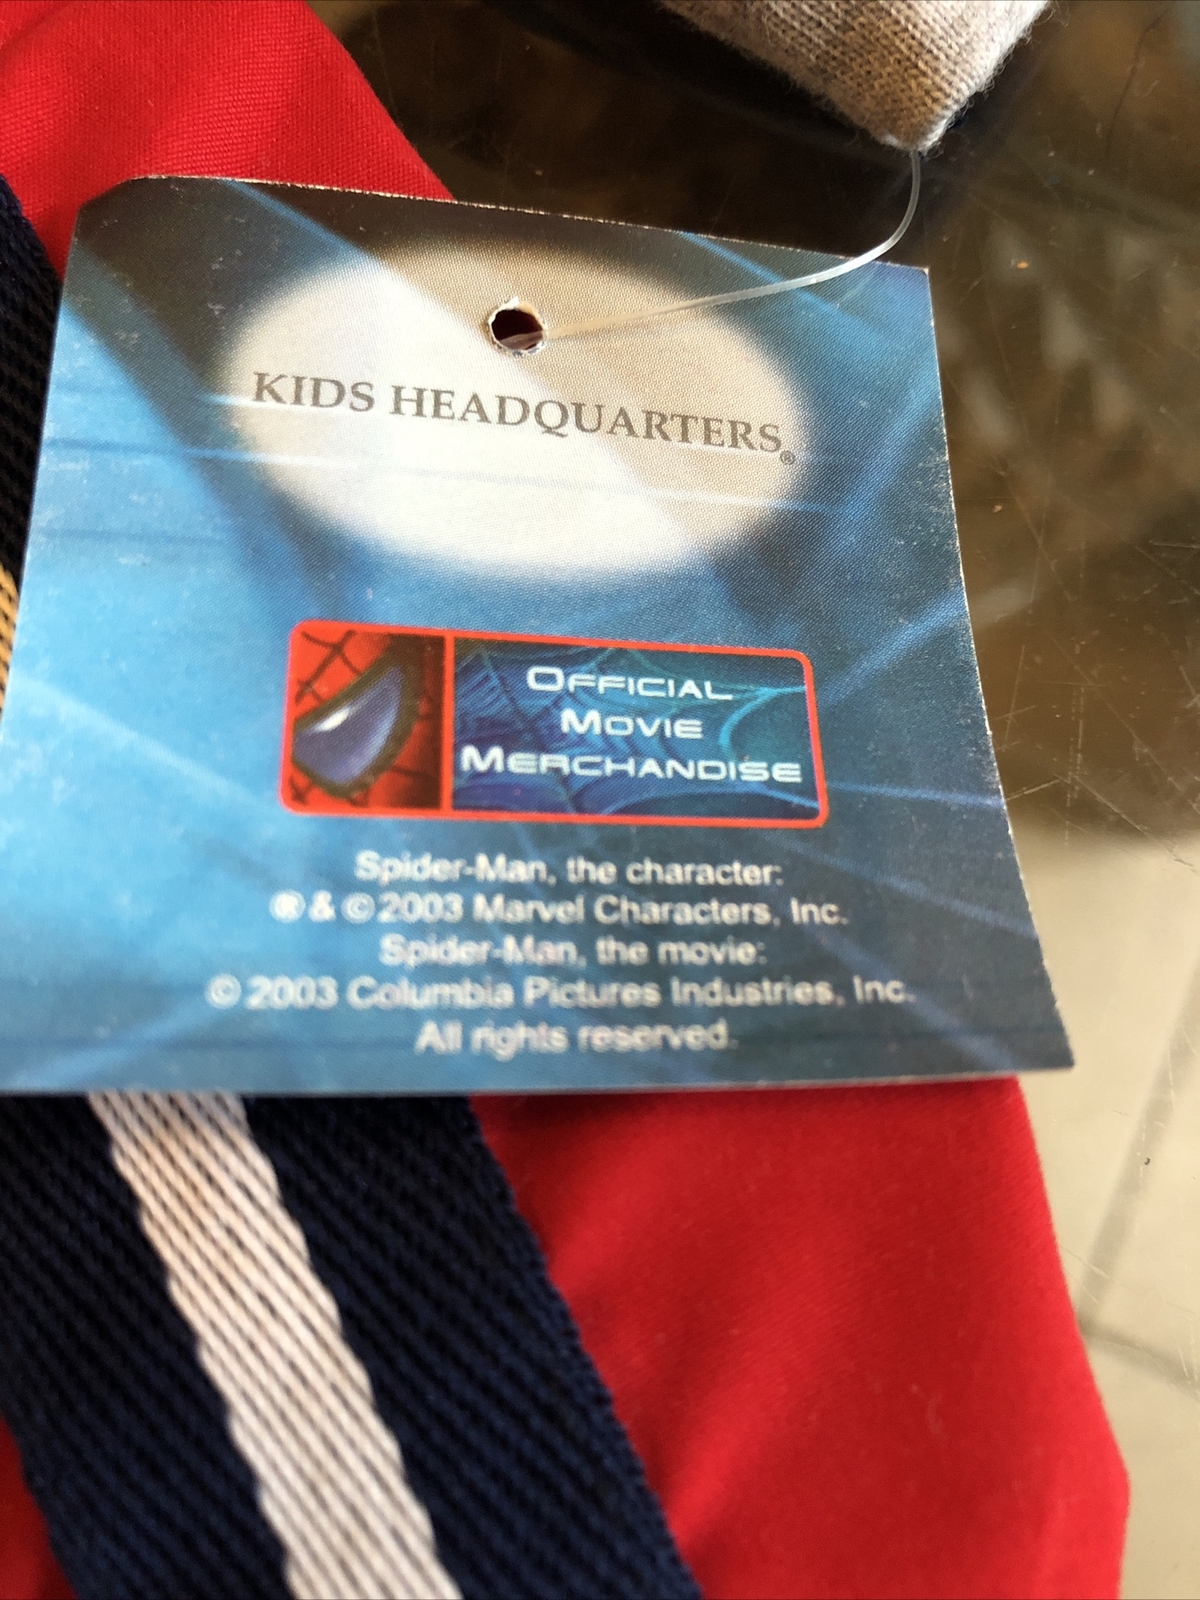 KIDS HEADQUARTERS®
OFFICIAL
MOVIE
MERCHANDISE
Spider-Man, the character:
® & © 2003 Marvel Characters, Inc.
Spider-Man, the movie:
© 2003 Columbia Pictures Industries, Inc.
All rights reserved.